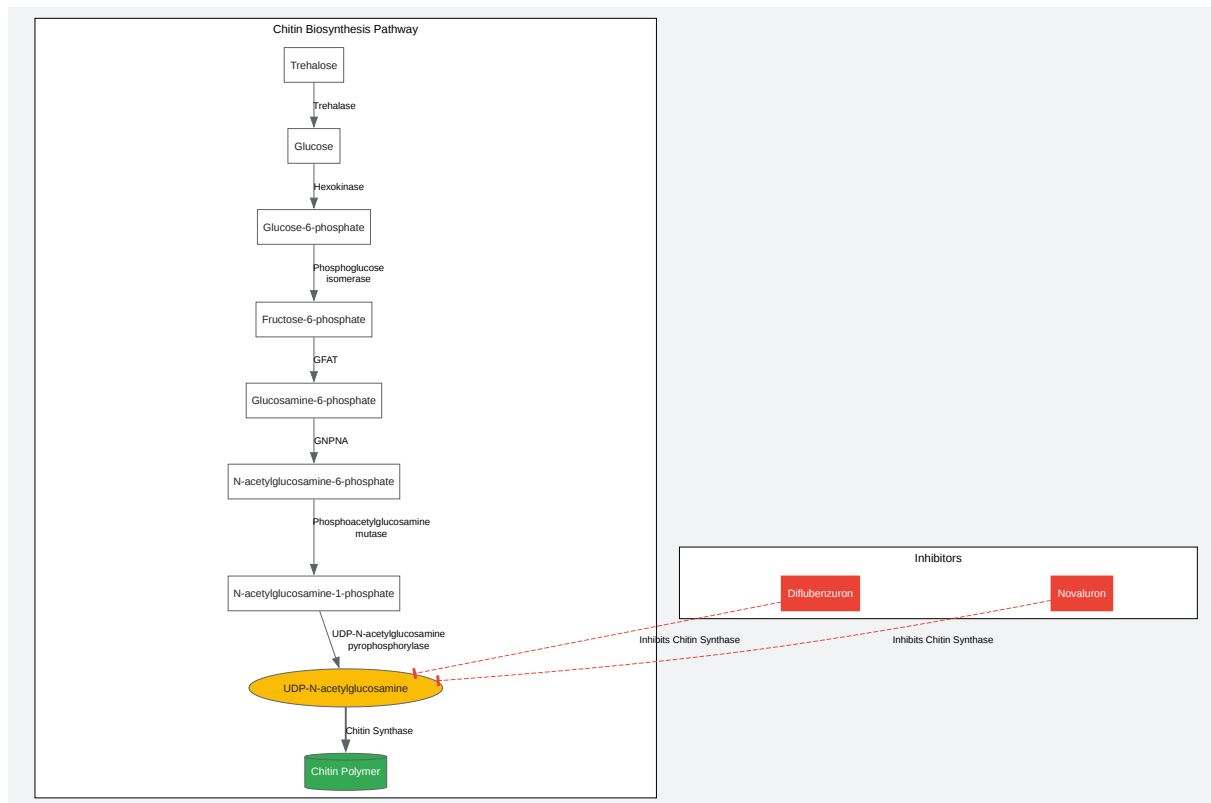 Chitin Biosynthesis Pathway
Trehalose
Trehalase
Glucose
Hexokinase
Glucose-6-phosphate
Phosphoglucose
isomerase
Fructose-6-phosphate
GFAT
Glucosamine-6-phosphate
GNPNA
N-acetylglucosamine-6-phosphate
Phosphoacetylglucosamine
mutase
N-acetylglucosamine-1-phosphate
UDP-N-acetylglucosamine
pyrophosphorylase
UDP-N-acetylglucosamine
Chitin Synthase
Chitin Polymer
Inhibitors
Diflubenzuron
Novaluron
Inhibits Chitin Synthase
Inhibits Chitin Synthase